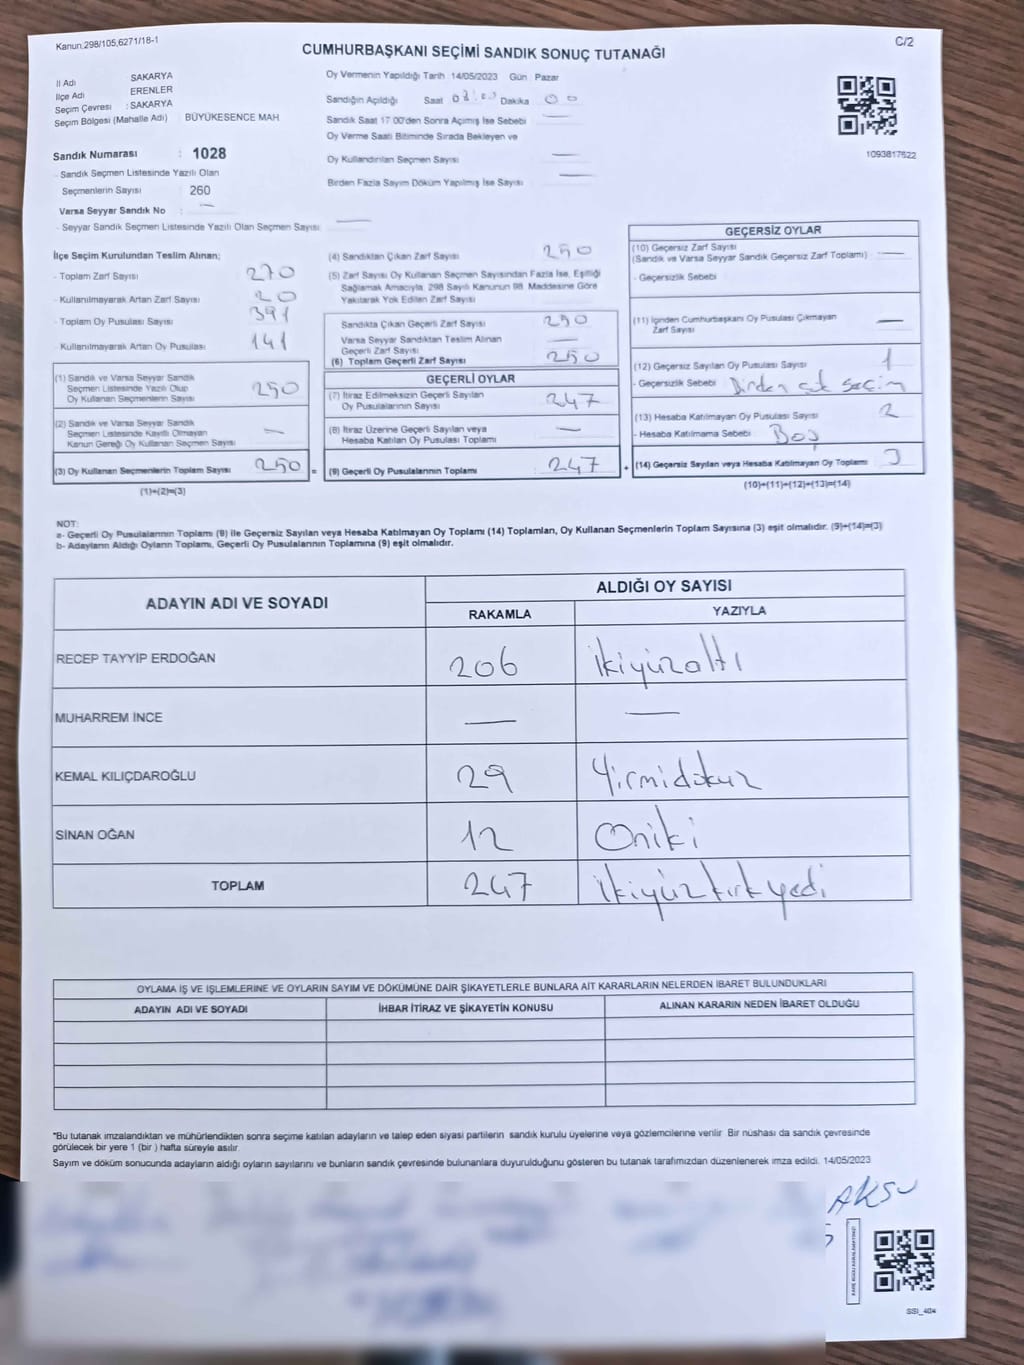 Kanun.298/105,6271/18-1
C/2
CUMHURBAŞKANI SEÇİMİ SANDIK SONUÇ TUTANAĞI
İl Adı SAKARYA
İlçe Adı ERENLER
Seçim Çevresi : SAKARYA
Seçim Bölgesi (Mahalle Adı) BÜYÜKESENCE MAH
Sandık Numarası : 1028
- Sandık Seçmen Listesinde Yazılı Olan
Seçmenlerin Sayısı 260
Varsa Seyyar Sandık No : —
- Seyyar Sandık Seçmen Listesinde Yazılı Olan Seçmen Sayısı: —
Oy Vermenin Yapıldığı Tarih 14/05/2023 Gün Pazar
Sandığın Açıldığı Saat Dakika 00
Sandık Saat 17:00'den Sonra Açımış İse Sebebi —
Oy Verme Saati Bitiminde Sırada Bekleyen ve
Oy Kullandırılan Seçmen Sayısı —
Birden Fazla Sayım Döküm Yapılmış İse Sayısı —
1093817622
İlçe Seçim Kurulundan Teslim Alınan;
- Toplam Zarf Sayısı 270
- Kullanılmayarak Artan Zarf Sayısı 20
- Toplam Oy Pusulası Sayısı 391
- Kullanılmayarak Artan Oy Pusulası 141
(1) Sandık ve Varsa Seyyar Sandık
Seçmen Listesinde Yazılı Olup
Oy Kullanan Seçmenlerin Sayısı 250
(2) Sandık ve Varsa Seyyar Sandık
Seçmen Listesinde Kayıtlı Olmayan
Kanun Gereği Oy Kullanan Seçmen Sayısı —
(3) Oy Kullanan Seçmenlerin Toplam Sayısı 250 =
(1)+(2)=(3)
(4) Sandıktan Çıkan Zarf Sayısı 250
(5) Zarf Sayısı Oy Kullanan Seçmen Sayısından Fazla İse, Eşitliği
Sağlamak Amacıyla, 298 Sayılı Kanunun 98. Maddesine Göre
Yakılarak Yok Edilen Zarf Sayısı
Sandıkta Çıkan Geçerli Zarf Sayısı 250
Varsa Seyyar Sandıktan Teslim Alınan
Geçerli Zarf Sayısı —
(6) Toplam Geçerli Zarf Sayısı 250
GEÇERLİ OYLAR
(7) İtiraz Edilmeksizin Geçerli Sayılan
Oy Pusulalarının Sayısı 247
(8) İtiraz Üzerine Geçerli Sayılan veya
Hesaba Katılan Oy Pusulası Toplamı —
(9) Geçerli Oy Pusulalarının Toplamı 247 +
GEÇERSİZ OYLAR
(10) Geçersiz Zarf Sayısı
(Sandık ve Varsa Seyyar Sandık Geçersiz Zarf Toplamı) —
- Geçersizlik Sebebi
(11) İçinden Cumhurbaşkanı Oy Pusulası Çıkmayan
Zarf Sayısı —
(12) Geçersiz Sayılan Oy Pusulası Sayısı 1
- Geçersizlik Sebebi Birden çok seçim
(13) Hesaba Katılmayan Oy Pusulası Sayısı 2
- Hesaba Katılmama Sebebi Boş
(14) Geçersiz Sayılan veya Hesaba Katılmayan Oy Toplamı 3
(10)+(11)+(12)+(13)=(14)
NOT:
a- Geçerli Oy Pusulalarının Toplamı (9) ile Geçersiz Sayılan veya Hesaba Katılmayan Oy Toplamı (14) Toplamları, Oy Kullanan Seçmenlerin Toplam Sayısına (3) eşit olmalıdır. (9)+(14)=(3)
b- Adayların Aldığı Oyların Toplamı, Geçerli Oy Pusulalarının Toplamına (9) eşit olmalıdır.
ADAYIN ADI VE SOYADI
ALDIĞI OY SAYISI
RAKAMLA YAZIYLA
RECEP TAYYİP ERDOĞAN 206 İkiyüzaltı
MUHARREM İNCE — —
KEMAL KILIÇDAROĞLU 29 Yirmidokuz
SİNAN OĞAN 12 Oniki
TOPLAM 247 İkiyüzkırkyedi
OYLAMA İŞ VE İŞLEMLERİNE VE OYLARIN SAYIM VE DÖKÜMÜNE DAİR ŞİKAYETLERLE BUNLARA AİT KARARLARIN NELERDEN İBARET BULUNDUKLARI
ADAYIN ADI VE SOYADI İHBAR İTİRAZ VE ŞİKAYETİN KONUSU ALINAN KARARIN NEDEN İBARET OLDUĞU
*Bu tutanak imzalandıktan ve mühürlendikten sonra seçime katılan adayların ve talep eden siyasi partilerin sandık kurulu üyelerine veya gözlemcilerine verilir. Bir nüshası da sandık çevresinde
görülecek bir yere 1 (bir) hafta süreyle asılır.
Sayım ve döküm sonucunda adayların aldığı oyların sayılarını ve bunların sandık çevresinde bulunanlara duyurulduğunu gösteren bu tutanak tarafımızdan düzenlenerek imza edildi. 14/05/2023
AKSU
SSI_404